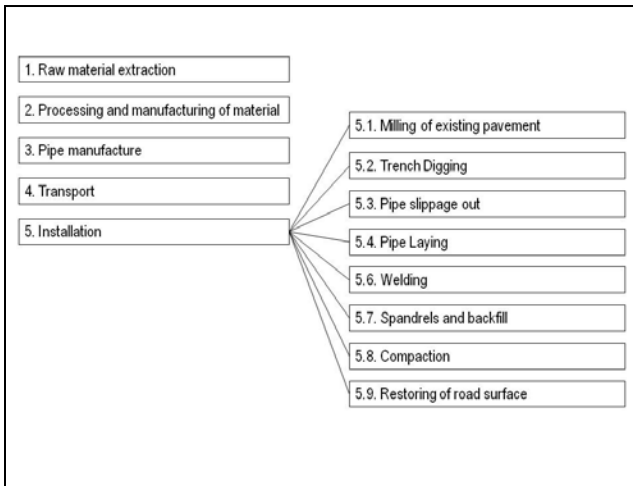 1. Raw material extraction
2. Processing and manufacturing of material
3. Pipe manufacture
4. Transport
5. Installation
5.1. Milling of existing pavement
5.2. Trench Digging
5.3. Pipe slippage out
5.4. Pipe Laying
5.6. Welding
5.7. Spandrels and backfill
5.8. Compaction
5.9. Restoring of road surface